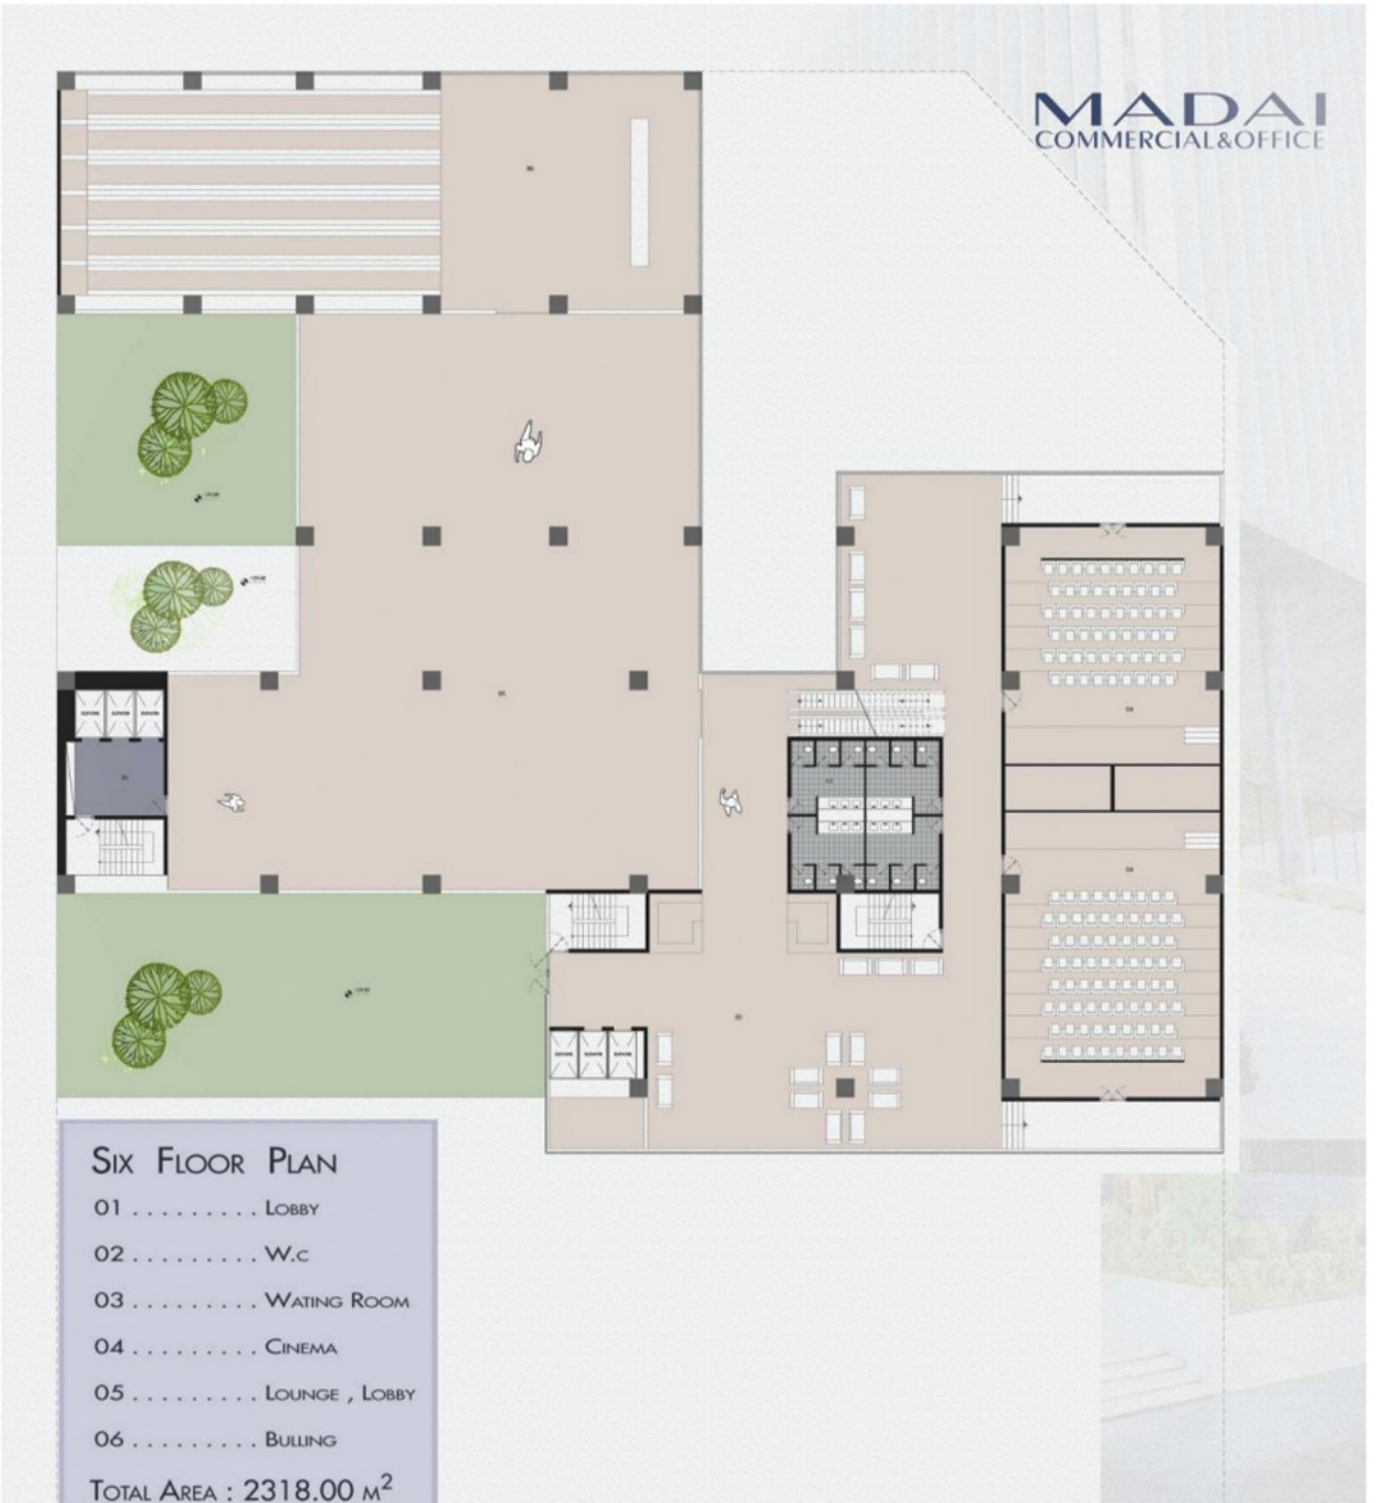 MADAI
COMMERCIAL&OFFICE
SIX FLOOR PLAN
01 ......... LOBBY
02 ......... W.C
03 ......... WATING ROOM
04 ......... CINEMA
05 ......... LOUNGE , LOBBY
06 ......... BULLING
TOTAL AREA : 2318.00 M²